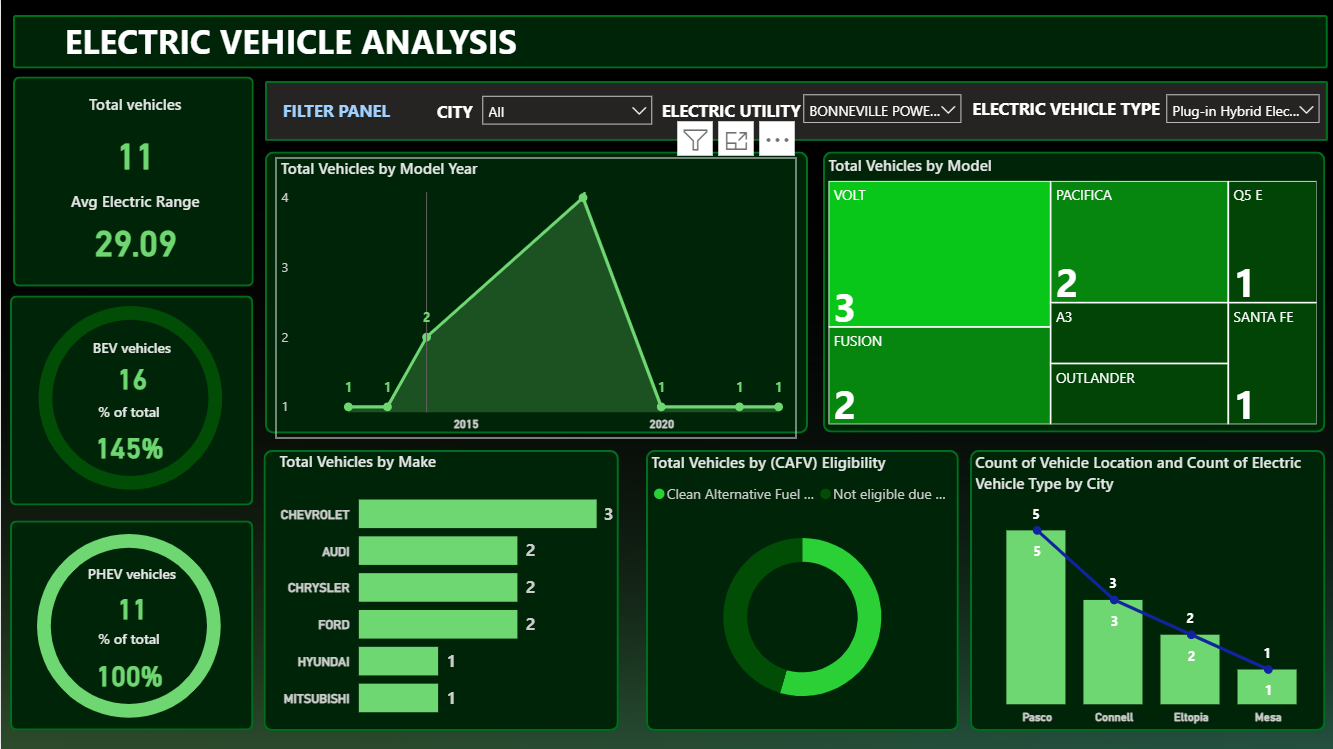 ELECTRIC VEHICLE ANALYSIS
Total vehicles
11
Avg Electric Range
29.09
FILTER PANEL
CITY
All
ELECTRIC UTILITY
BONNEVILLE POWE...
ELECTRIC VEHICLE TYPE
Plug-in Hybrid Elec...
Total Vehicles by Model Year
4
3
2
1
1
1
2
4
1
1
1
2015
2020
Total Vehicles by Model
VOLT
3
FUSION
2
PACIFICA
2
A3
OUTLANDER
Q5 E
1
SANTA FE
1
BEV vehicles
16
% of total
145%
PHEV vehicles
11
% of total
100%
Total Vehicles by Make
CHEVROLET 3
AUDI 2
CHRYSLER 2
FORD 2
HYUNDAI 1
MITSUBISHI 1
Total Vehicles by (CAFV) Eligibility
Clean Alternative Fuel ... Not eligible due ...
Count of Vehicle Location and Count of Electric
Vehicle Type by City
5
5
3
3
2
2
1
1
Pasco Connell Eltopia Mesa